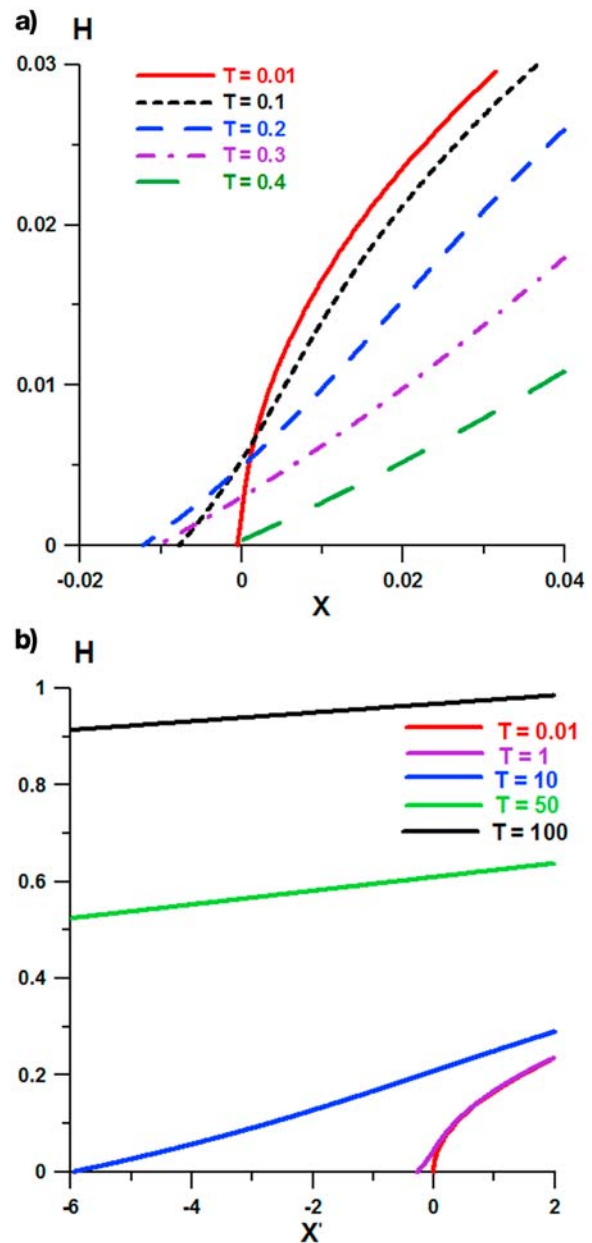 a)
H
0.03
T = 0.01
T = 0.1
T = 0.2
T = 0.3
T = 0.4
0.02
0.01
0
-0.02
0
0.02
0.04
X
b)
H
1
T = 0.01
T = 1
T = 10
T = 50
T = 100
0.8
0.6
0.4
0.2
0
-6
-4
-2
0
2
X'